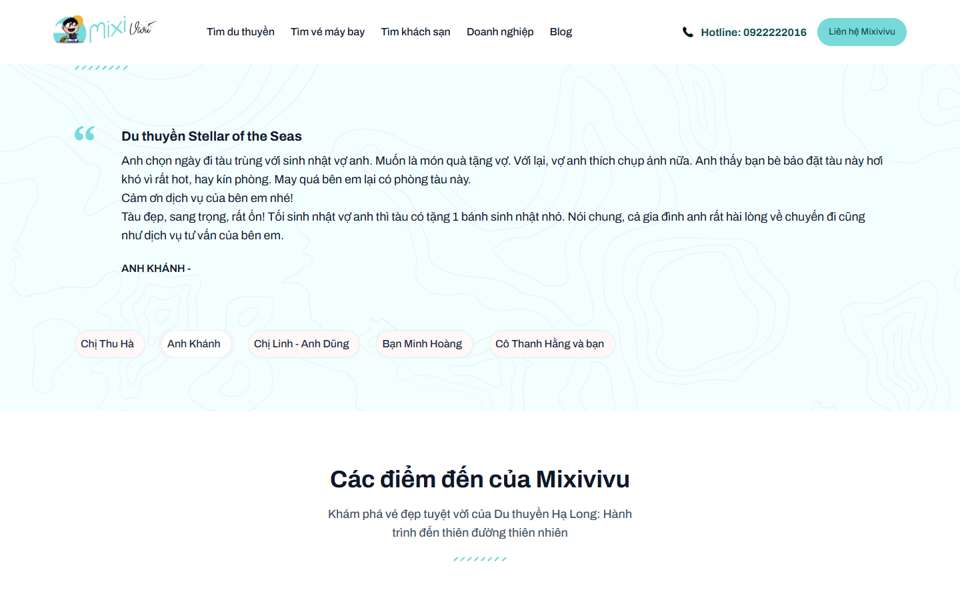 mixi Vivu
Tìm du thuyền
Tìm vé máy bay
Tìm khách sạn
Doanh nghiệp
Blog
Hotline: 0922222016
Liên hệ Mixivivu
Du thuyền Stellar of the Seas
Anh chọn ngày đi tàu trùng với sinh nhật vợ anh. Muốn là món quà tặng vợ. Với lại, vợ anh thích chụp ảnh nữa. Anh thấy bạn bè bảo đặt tàu này hơi
khó vì rất hot, hay kín phòng. May quá bên em lại có phòng tàu này.
Cảm ơn dịch vụ của bên em nhé!
Tàu đẹp, sang trọng, rất ổn! Tối sinh nhật vợ anh thì tàu có tặng 1 bánh sinh nhật nhỏ. Nói chung, cả gia đình anh rất hài lòng về chuyến đi cũng
như dịch vụ tư vấn của bên em.
ANH KHÁNH -
Chị Thu Hà
Anh Khánh
Chị Linh - Anh Dũng
Bạn Minh Hoàng
Cô Thanh Hằng và bạn
Các điểm đến của Mixivivu
Khám phá vẻ đẹp tuyệt vời của Du thuyền Hạ Long: Hành
trình đến thiên đường thiên nhiên